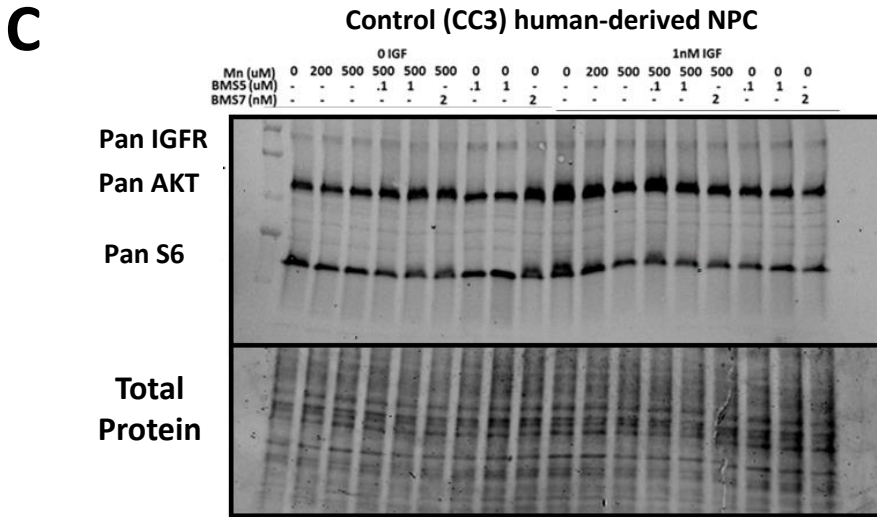 C
Control (CC3) human-derived NPC
0 IGF 1nM IGF
Mn (uM) 0 200 500 500 500 500 0 0 0 0 200 500 500 500 500 0 0 0
BMS5(uM) - - - .1 1 - .1 1 - - - - .1 1 - .1 1 -
BMS7 (nM) - - - - - 2 - - 2 - - - - - 2 - - 2
Pan IGFR
Pan AKT
Pan S6
Total
Protein